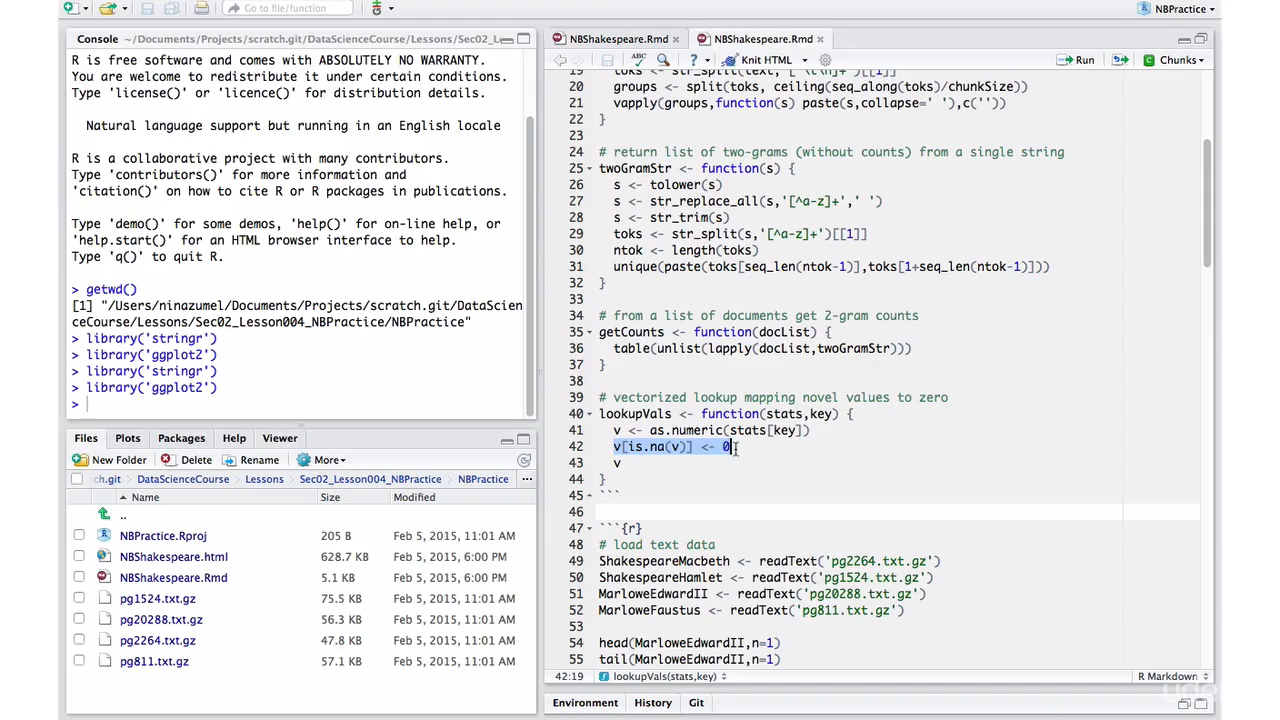 Go to file/function
NBPractice
Console ~/Documents/Projects/scratch.git/DataScienceCourse/Lessons/Sec02_L
R is free software and comes with ABSOLUTELY NO WARRANTY.
You are welcome to redistribute it under certain conditions.
Type 'license()' or 'licence()' for distribution details.
Natural language support but running in an English locale
R is a collaborative project with many contributors.
Type 'contributors()' for more information and
'citation()' on how to cite R or R packages in publications.
Type 'demo()' for some demos, 'help()' for on-line help, or
'help.start()' for an HTML browser interface to help.
Type 'q()' to quit R.
> getwd()
[1] "/Users/ninazumel/Documents/Projects/scratch.git/DataScien
ceCourse/Lessons/Sec02_Lesson004_NBPractice/NBPractice"
> library('stringr')
> library('ggplot2')
> library('stringr')
> library('ggplot2')
>
Files Plots Packages Help Viewer
New Folder Delete Rename More
ch.git DataScienceCourse Lessons Sec02_Lesson004_NBPractice NBPractice ...
Name Size Modified
..
NBPractice.Rproj 205 B Feb 5, 2015, 11:01 AM
NBShakespeare.html 628.7 KB Feb 5, 2015, 6:00 PM
NBShakespeare.Rmd 5.1 KB Feb 5, 2015, 6:00 PM
pg1524.txt.gz 75.5 KB Feb 5, 2015, 11:01 AM
pg20288.txt.gz 56.3 KB Feb 5, 2015, 11:01 AM
pg2264.txt.gz 47.8 KB Feb 5, 2015, 11:01 AM
pg811.txt.gz 57.1 KB Feb 5, 2015, 11:01 AM
NBShakespeare.Rmd NBShakespeare.Rmd
ABC ? Knit HTML Run Chunks
19 toks <- str_split(text,'[ \t\n]+')[[1]]
20 groups <- split(toks, ceiling(seq_along(toks)/chunkSize))
21 vapply(groups,function(s) paste(s,collapse=' '),c(''))
22 }
23
24 # return list of two-grams (without counts) from a single string
25 twoGramStr <- function(s) {
26 s <- tolower(s)
27 s <- str_replace_all(s,'[^a-z]+',' ')
28 s <- str_trim(s)
29 toks <- str_split(s,'[^a-z]+')[[1]]
30 ntok <- length(toks)
31 unique(paste(toks[seq_len(ntok-1)],toks[1+seq_len(ntok-1)]))
32 }
33
34 # from a list of documents get 2-gram counts
35 getCounts <- function(docList) {
36 table(unlist(lapply(docList,twoGramStr)))
37 }
38
39 # vectorized lookup mapping novel values to zero
40 lookupVals <- function(stats,key) {
41 v <- as.numeric(stats[key])
42 v[is.na(v)] <- 0
43 v
44 }
45 ```
46
47 ```{r}
48 # load text data
49 ShakespeareMacbeth <- readText('pg2264.txt.gz')
50 ShakespeareHamlet <- readText('pg1524.txt.gz')
51 MarloweEdwardII <- readText('pg20288.txt.gz')
52 MarloweFaustus <- readText('pg811.txt.gz')
53
54 head(MarloweEdwardII,n=1)
55 tail(MarloweEdwardII,n=1)
42:19 lookupVals(stats,key) R Markdown
Environment History Git